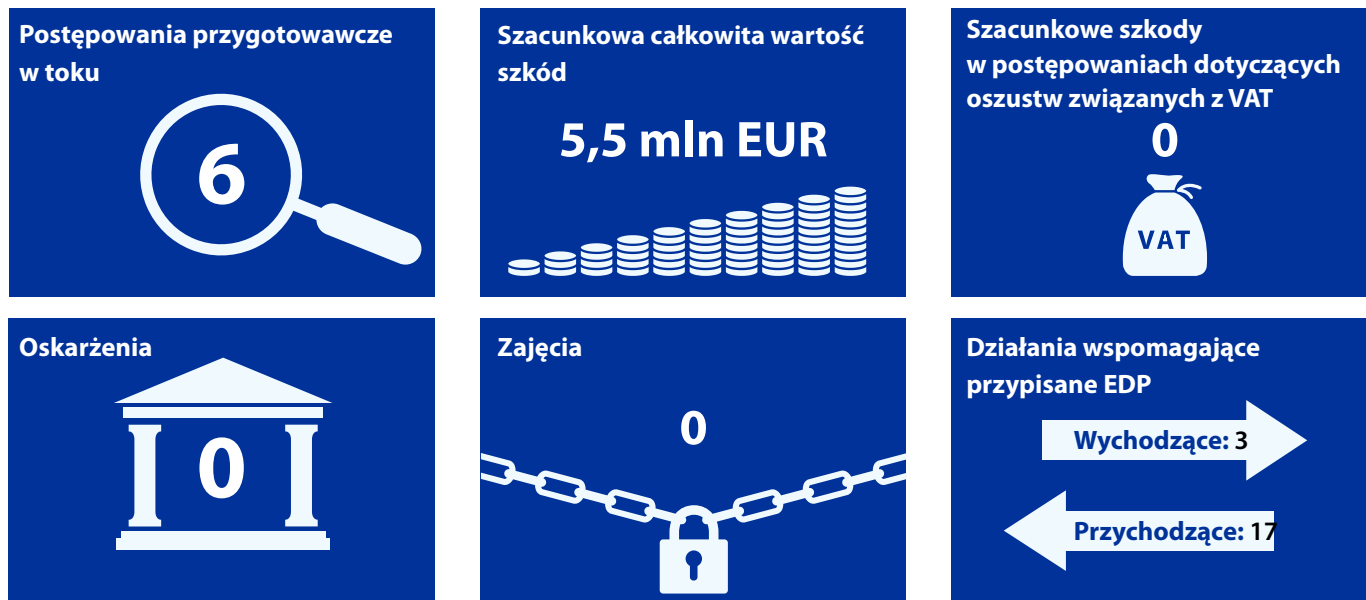 Postępowania przygotowawcze
w toku
6
Szacunkowa całkowita wartość
szkód
5,5 mln EUR
Szacunkowe szkody
w postępowaniach dotyczących
oszustw związanych z VAT
0
VAT
Oskarżenia
0
Zajęcia
0
Działania wspomagające
przypisane EDP
Wychodzące: 3
Przychodzące: 17